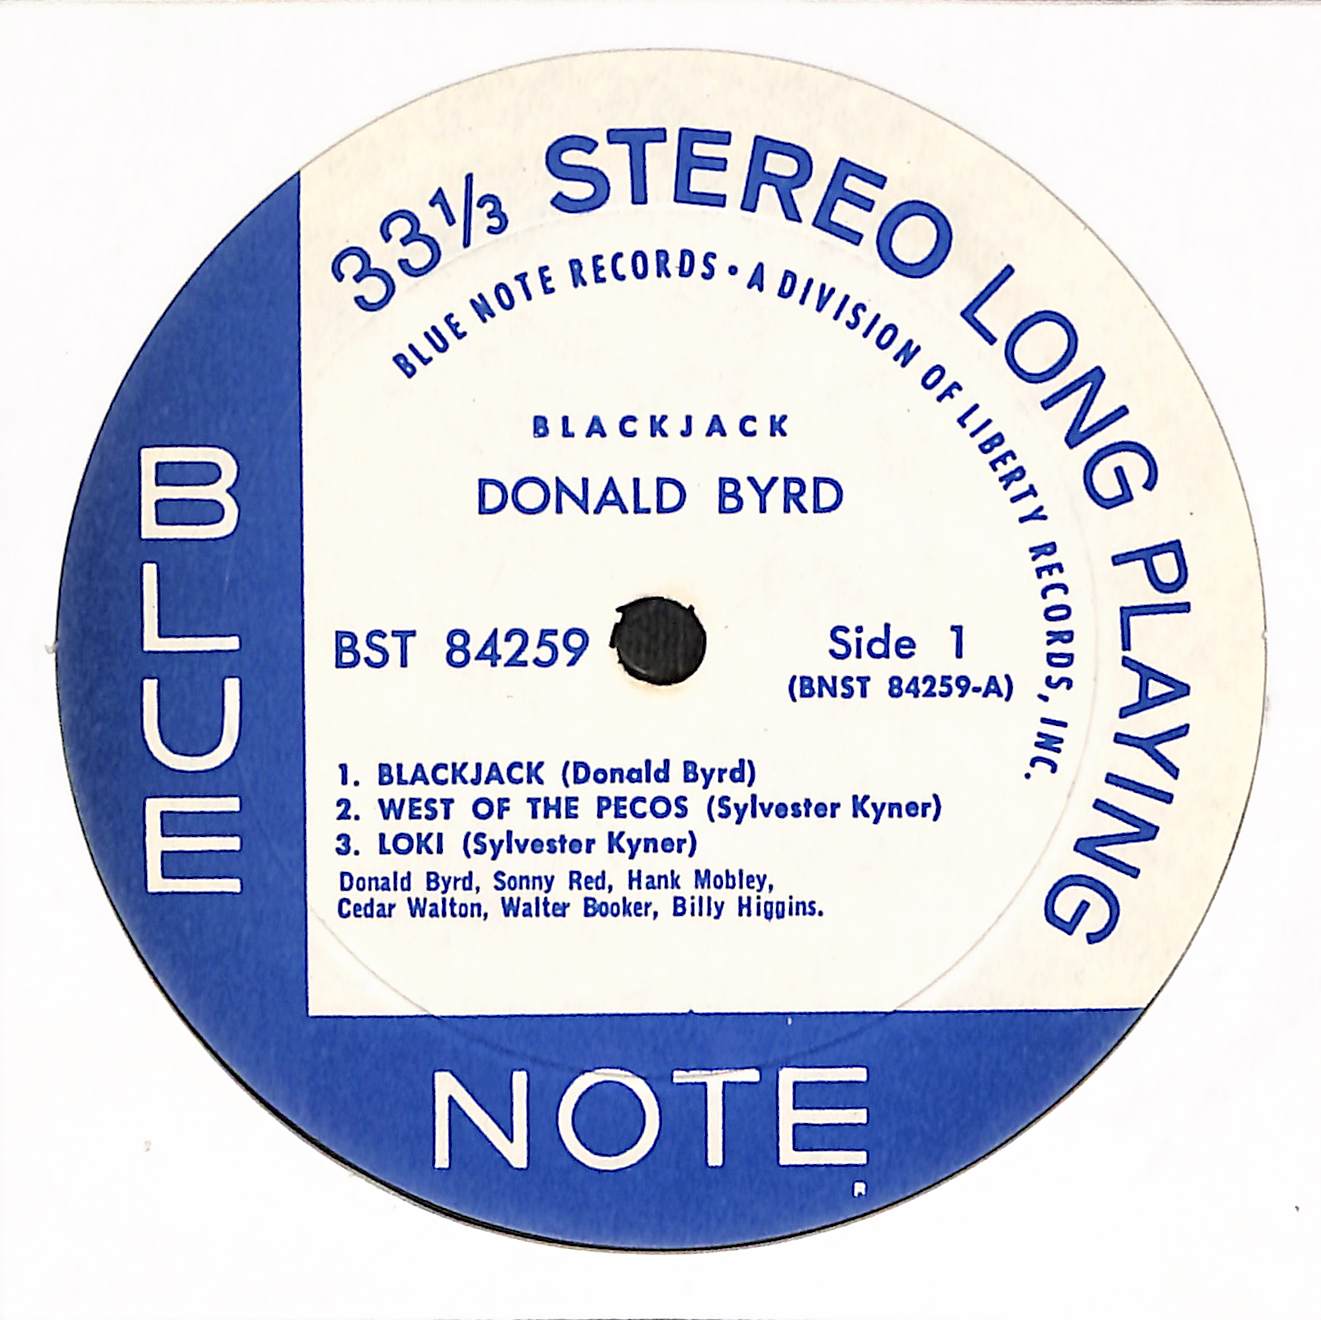 33⅓ STEREO LONG PLAYING
BLUE NOTE RECORDS • A DIVISION OF LIBERTY RECORDS, INC.
BLACKJACK
DONALD BYRD
BST 84259
Side 1
(BNST 84259-A)
1. BLACKJACK (Donald Byrd)
2. WEST OF THE PECOS (Sylvester Kyner)
3. LOKI (Sylvester Kyner)
Donald Byrd, Sonny Red, Hank Mobley,
Cedar Walton, Walter Booker, Billy Higgins.
BLUE
NOTE
R